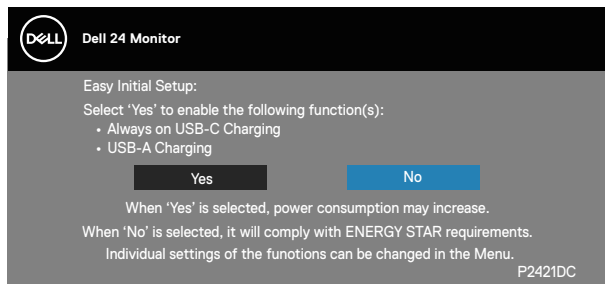 DELL
Dell 24 Monitor
Easy Initial Setup:
Select ‘Yes’ to enable the following function(s):
• Always on USB-C Charging
• USB-A Charging
Yes
No
When ‘Yes’ is selected, power consumption may increase.
When ‘No’ is selected, it will comply with ENERGY STAR requirements.
Individual settings of the funotions can be changed in the Menu.
P2421DC